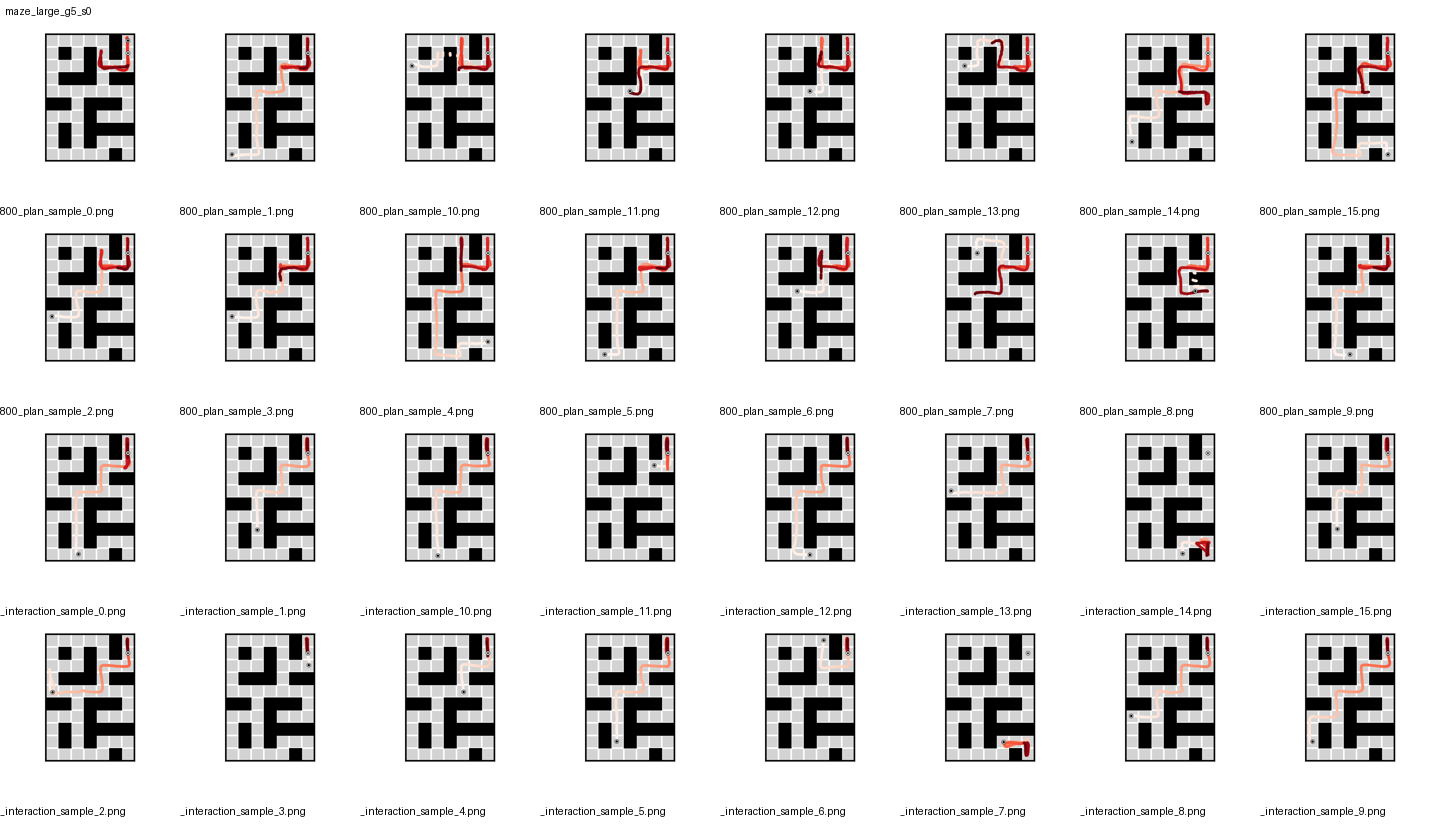 maze_large_g5_s0
800_plan_sample_0.png 800_plan_sample_1.png 800_plan_sample_10.png 800_plan_sample_11.png 800_plan_sample_12.png 800_plan_sample_13.png 800_plan_sample_14.png 800_plan_sample_15.png
800_plan_sample_2.png 800_plan_sample_3.png 800_plan_sample_4.png 800_plan_sample_5.png 800_plan_sample_6.png 800_plan_sample_7.png 800_plan_sample_8.png 800_plan_sample_9.png
_interaction_sample_0.png _interaction_sample_1.png _interaction_sample_10.png _interaction_sample_11.png _interaction_sample_12.png _interaction_sample_13.png _interaction_sample_14.png _interaction_sample_15.png
_interaction_sample_2.png _interaction_sample_3.png _interaction_sample_4.png _interaction_sample_5.png _interaction_sample_6.png _interaction_sample_7.png _interaction_sample_8.png _interaction_sample_9.png